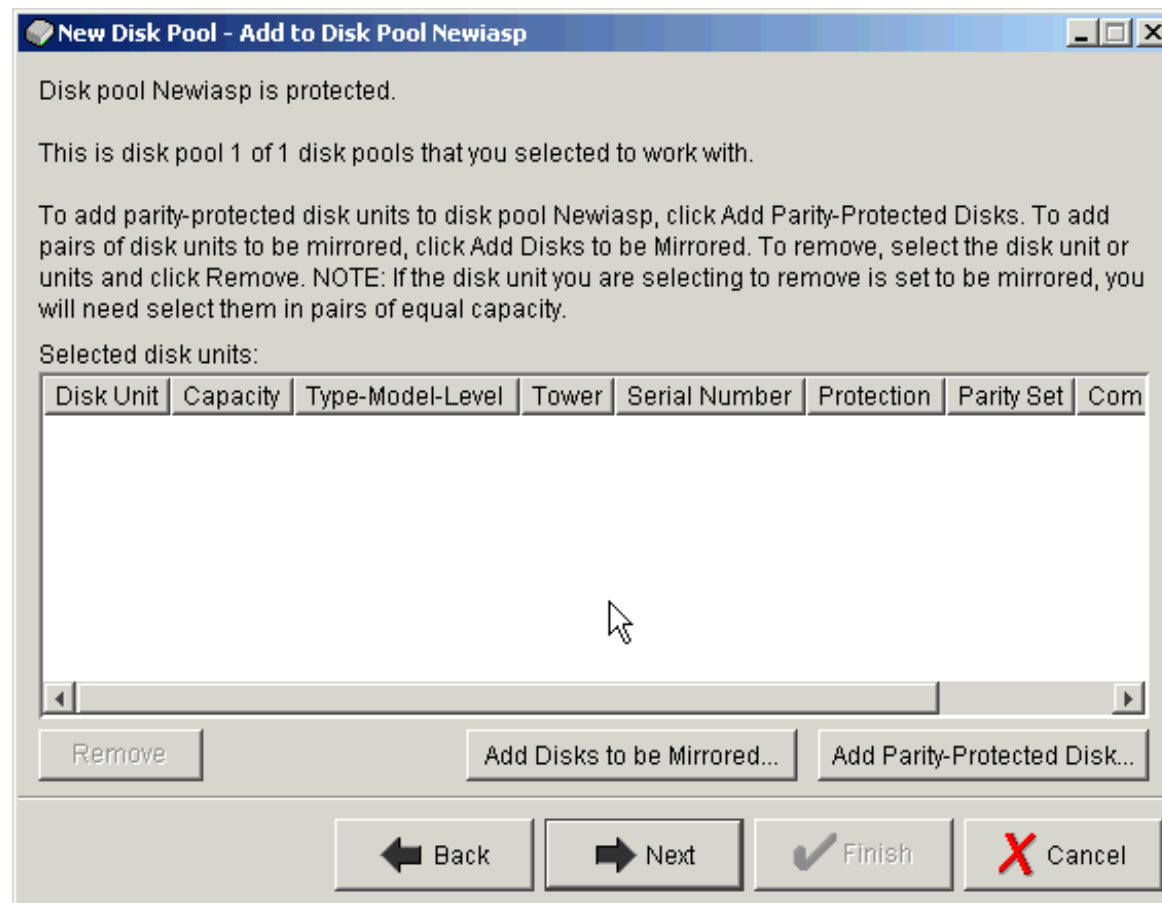 New Disk Pool - Add to Disk Pool Newiasp
Disk pool Newiasp is protected.
This is disk pool 1 of 1 disk pools that you selected to work with.
To add parity-protected disk units to disk pool Newiasp, click Add Parity-Protected Disks. To add
pairs of disk units to be mirrored, click Add Disks to be Mirrored. To remove, select the disk unit or
units and click Remove. NOTE: If the disk unit you are selecting to remove is set to be mirrored, you
will need select them in pairs of equal capacity.
Selected disk units:
Disk Unit Capacity Type-Model-Level Tower Serial Number Protection Parity Set Com
Remove Add Disks to be Mirrored... Add Parity-Protected Disk...
Back Next Finish Cancel